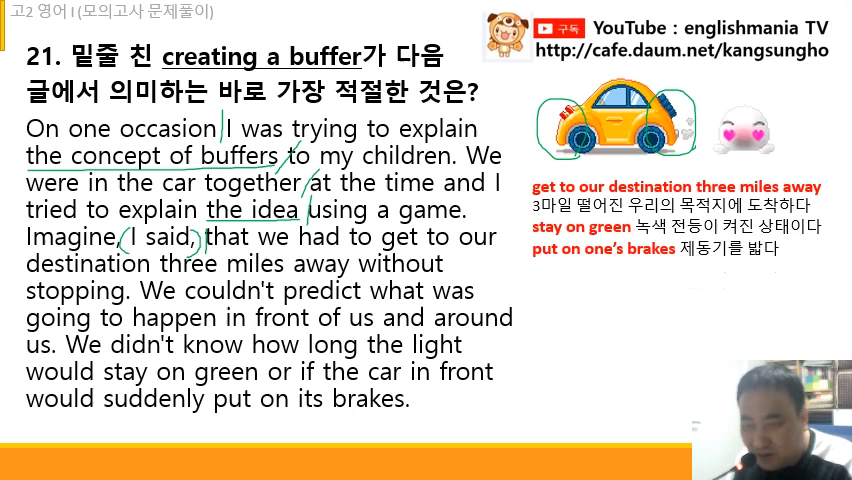 고2 영어 I (모의고사 문제풀이)
구독 YouTube : englishmania TV
http://cafe.daum.net/kangsungho
21. 밑줄 친 creating a buffer가 다음
글에서 의미하는 바로 가장 적절한 것은?
On one occasion I was trying to explain
the concept of buffers to my children. We
were in the car together at the time and I
tried to explain the idea using a game.
Imagine, I said, that we had to get to our
destination three miles away without
stopping. We couldn't predict what was
going to happen in front of us and around
us. We didn't know how long the light
would stay on green or if the car in front
would suddenly put on its brakes.
get to our destination three miles away
3마일 떨어진 우리의 목적지에 도착하다
stay on green 녹색 전등이 켜진 상태이다
put on one’s brakes 제동기를 밟다